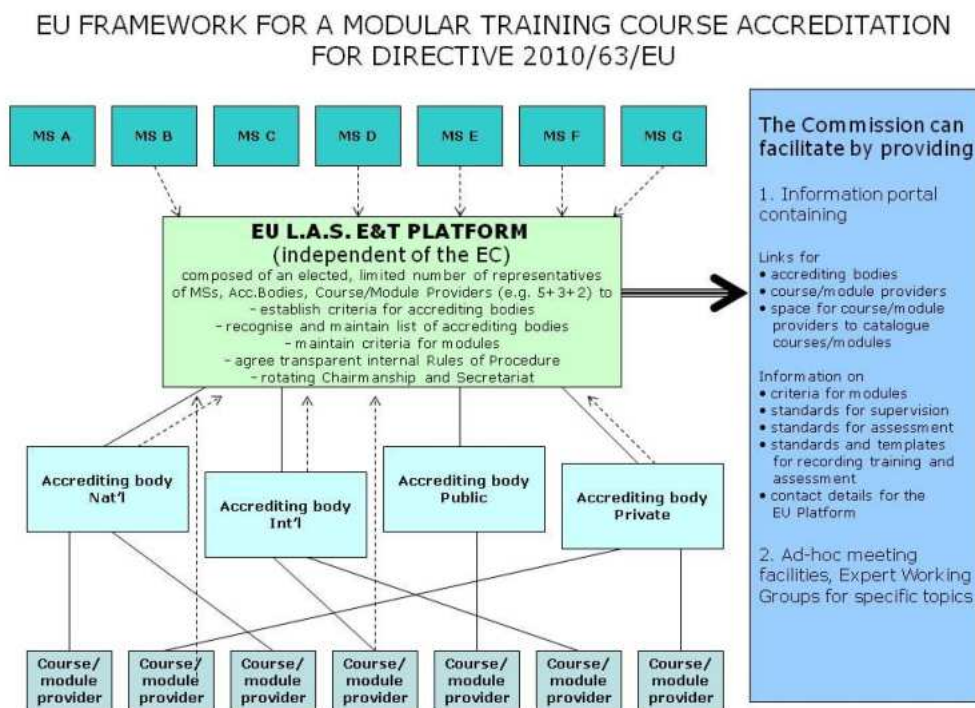 EU FRAMEWORK FOR A MODULAR TRAINING COURSE ACCREDITATION
FOR DIRECTIVE 2010/63/EU
MS A
MS B
MS C
MS D
MS E
MS F
MS G
EU L.A.S. E&T PLATFORM
(independent of the EC)
composed of an elected, limited number of representatives
of MSs, Acc.Bodies, Course/Module Providers (e.g. 5+3+2) to
- establish criteria for accrediting bodies
- recognise and maintain list of accrediting bodies
- maintain criteria for modules
- agree transparent internal Rules of Procedure
- rotating Chairmanship and Secretariat
Accrediting body
Nat'l
Accrediting body
Int'l
Accrediting body
Public
Accrediting body
Private
Course/
module
provider
Course/
module
provider
Course/
module
provider
Course/
module
provider
Course/
module
provider
Course/
module
provider
Course/
module
provider
The Commission can
facilitate by providing
1. Information portal
containing
Links for
• accrediting bodies
• course/module providers
• space for course/module
providers to catalogue
courses/modules
Information on
• criteria for modules
• standards for supervision
• standards for assessment
• standards and templates
for recording training and
assessment
• contact details for the
EU Platform
2. Ad-hoc meeting
facilities, Expert Working
Groups for specific topics